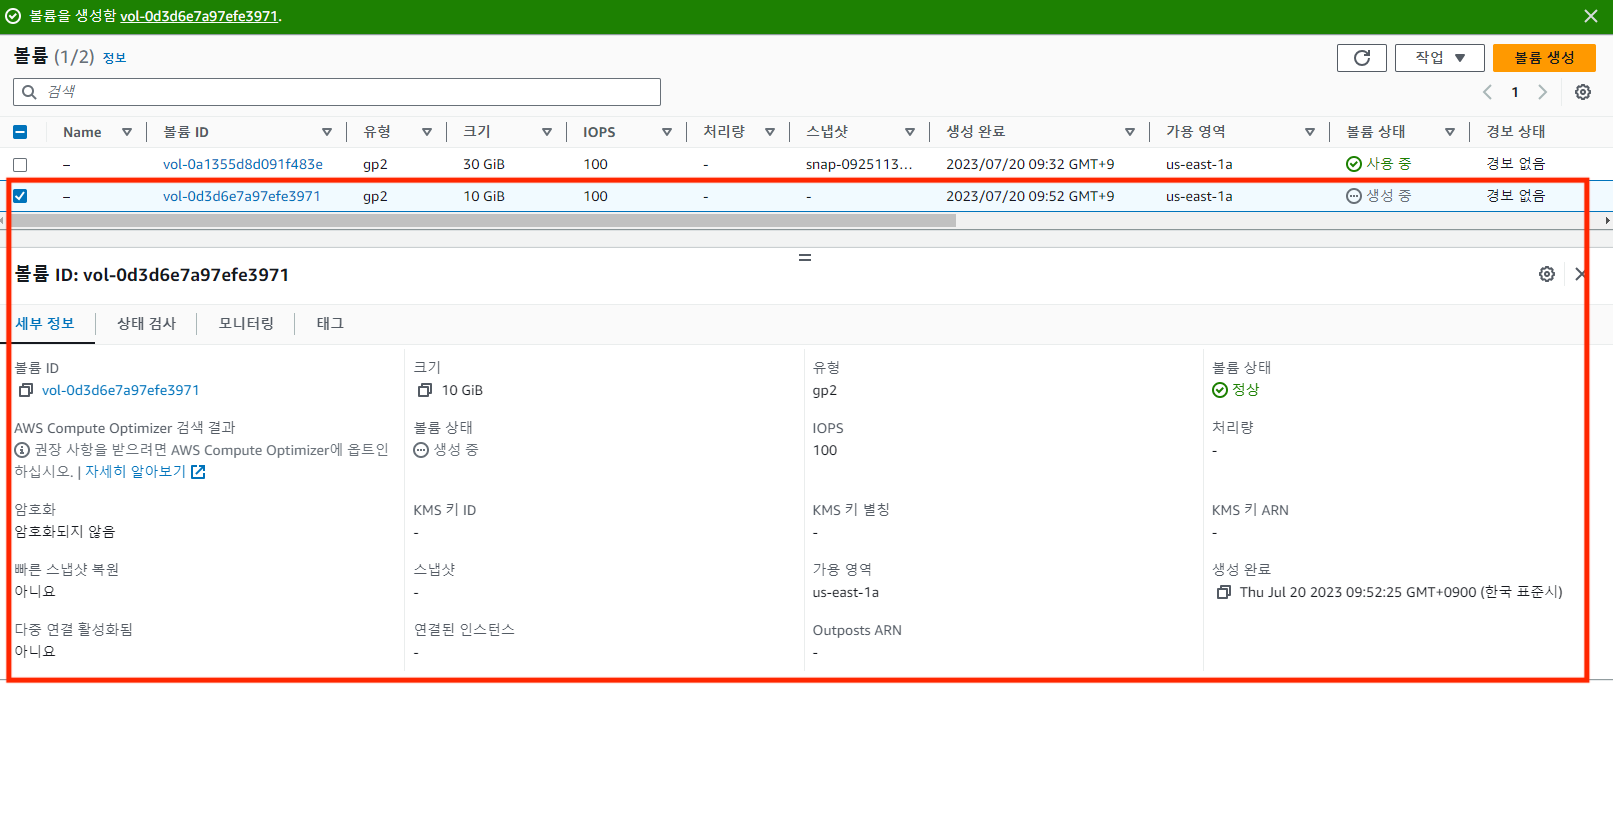 볼륨을 생성함 vol-0d3d6e7a97efe3971.
볼륨 (1/2) 정보
작업
볼륨 생성
검색
1
Name 볼륨 ID 유형 크기 IOPS 처리량 스냅샷 생성 완료 가용 영역 볼륨 상태 경보 상태
– vol-0a1355d8d091f483e gp2 30 GiB 100 - snap-0925113... 2023/07/20 09:32 GMT+9 us-east-1a 사용 중 경보 없음
– vol-0d3d6e7a97efe3971 gp2 10 GiB 100 - - 2023/07/20 09:52 GMT+9 us-east-1a 생성 중 경보 없음
볼륨 ID: vol-0d3d6e7a97efe3971
세부 정보 상태 검사 모니터링 태그
볼륨 ID
vol-0d3d6e7a97efe3971
크기
10 GiB
유형
gp2
볼륨 상태
정상
AWS Compute Optimizer 검색 결과
권장 사항을 받으려면 AWS Compute Optimizer에 옵트인
하십시오. | 자세히 알아보기
볼륨 상태
생성 중
IOPS
100
처리량
-
암호화
암호화되지 않음
KMS 키 ID
-
KMS 키 별칭
-
KMS 키 ARN
-
빠른 스냅샷 복원
아니요
스냅샷
-
가용 영역
us-east-1a
생성 완료
Thu Jul 20 2023 09:52:25 GMT+0900 (한국 표준시)
다중 연결 활성화됨
아니요
연결된 인스턴스
-
Outposts ARN
-